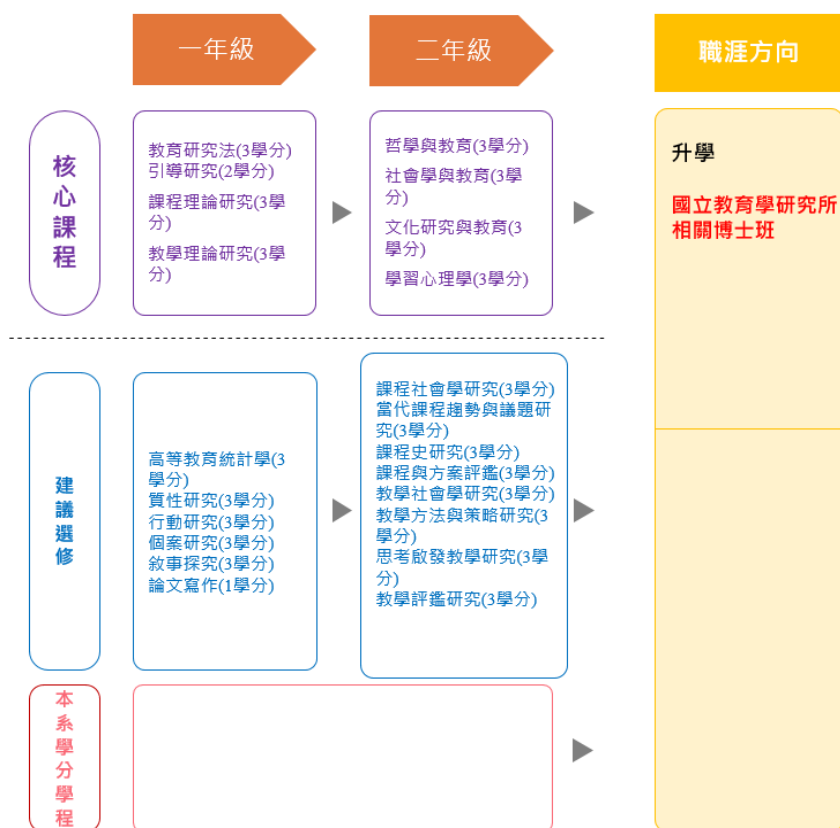 一年級
二年級
職涯方向
核心課程
教育研究法(3學分)
引導研究(2學分)
課程理論研究(3學
分)
教學理論研究(3學
分)
哲學與教育(3學分)
社會學與教育(3學
分)
文化研究與教育(3
學分)
學習心理學(3學分)
升學
國立教育學研究所
相關博士班
建議選修
高等教育統計學(3
學分)
質性研究(3學分)
行動研究(3學分)
個案研究(3學分)
敘事探究(3學分)
論文寫作(1學分)
課程社會學研究(3學分)
當代課程趨勢與議題研
究(3學分)
課程史研究(3學分)
課程與方案評鑑(3學分)
教學社會學研究(3學分)
教學方法與策略研究(3
學分)
思考啟發教學研究(3學
分)
教學評鑑研究(3學分)
本系學分學程